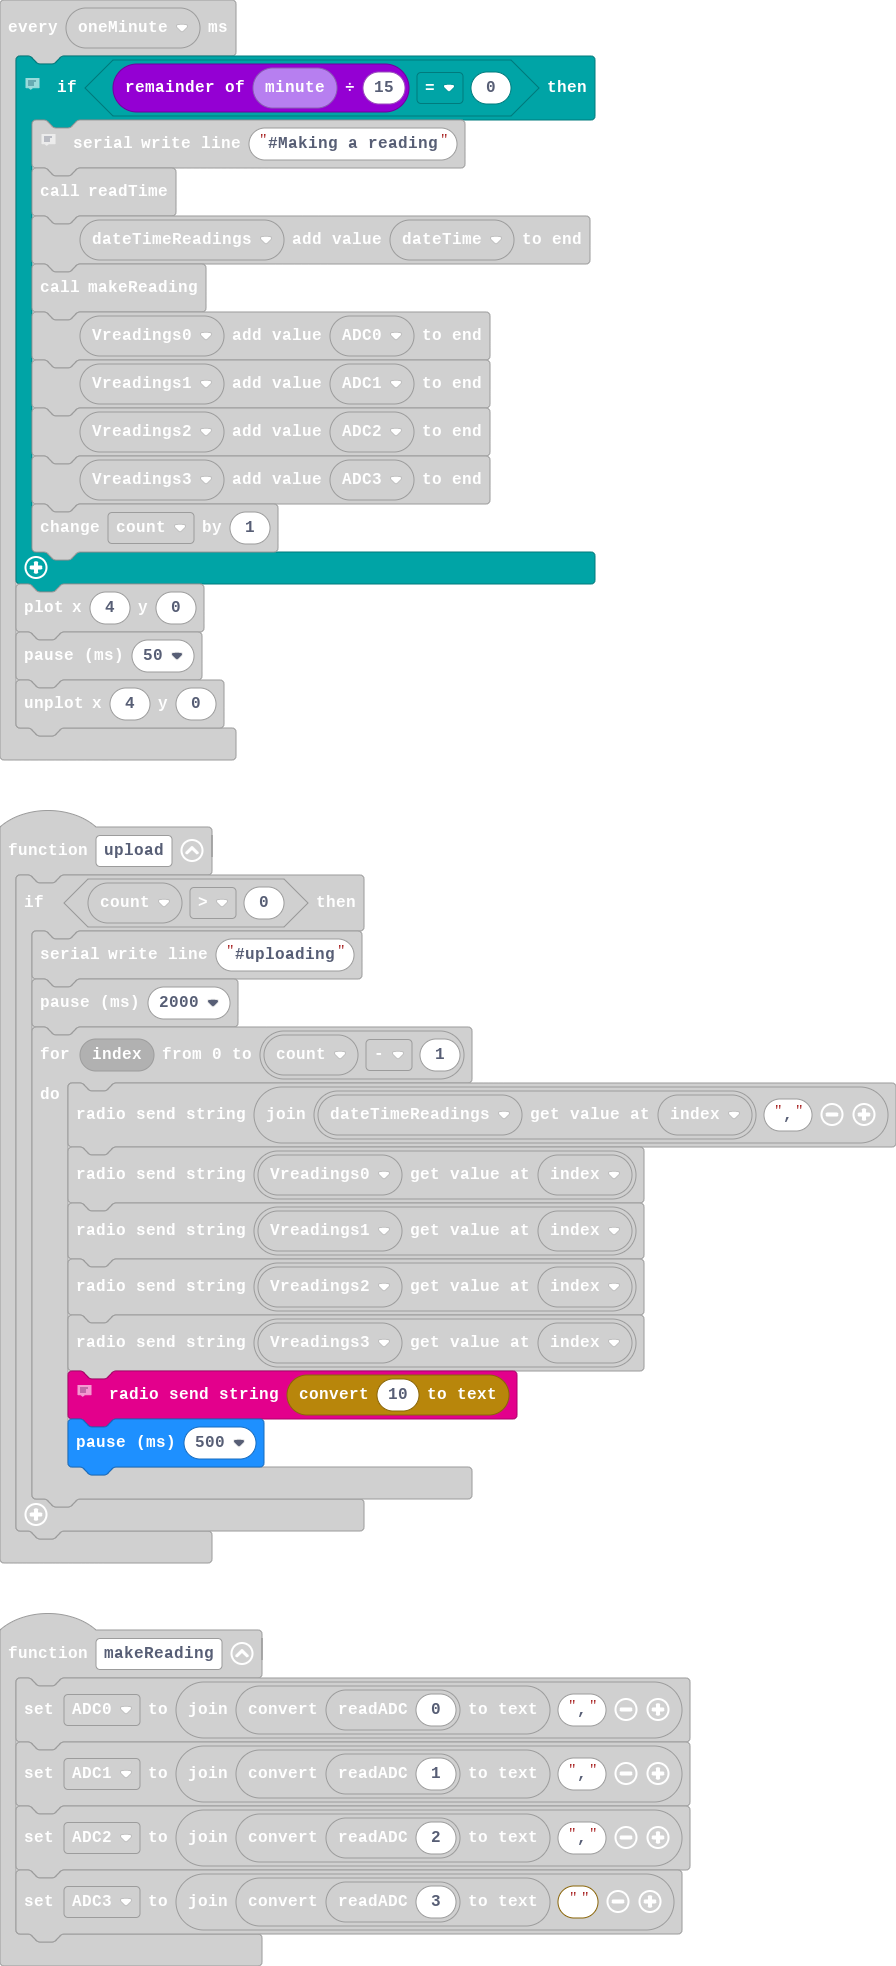 every oneMinute ms
if remainder of minute ÷ 15 = 0 then
serial write line "#Making a reading"
call readTime
dateTimeReadings add value dateTime to end
call makeReading
Vreadings0 add value ADC0 to end
Vreadings1 add value ADC1 to end
Vreadings2 add value ADC2 to end
Vreadings3 add value ADC3 to end
change count by 1
plot x 4 y 0
pause (ms) 50
unplot x 4 y 0
function upload
if count > 0 then
serial write line "#uploading"
pause (ms) 2000
for index from 0 to count - 1
do
radio send string join dateTimeReadings get value at index ","
radio send string Vreadings0 get value at index
radio send string Vreadings1 get value at index
radio send string Vreadings2 get value at index
radio send string Vreadings3 get value at index
radio send string convert 10 to text
pause (ms) 500
function makeReading
set ADC0 to join convert readADC 0 to text ","
set ADC1 to join convert readADC 1 to text ","
set ADC2 to join convert readADC 2 to text ","
set ADC3 to join convert readADC 3 to text ""